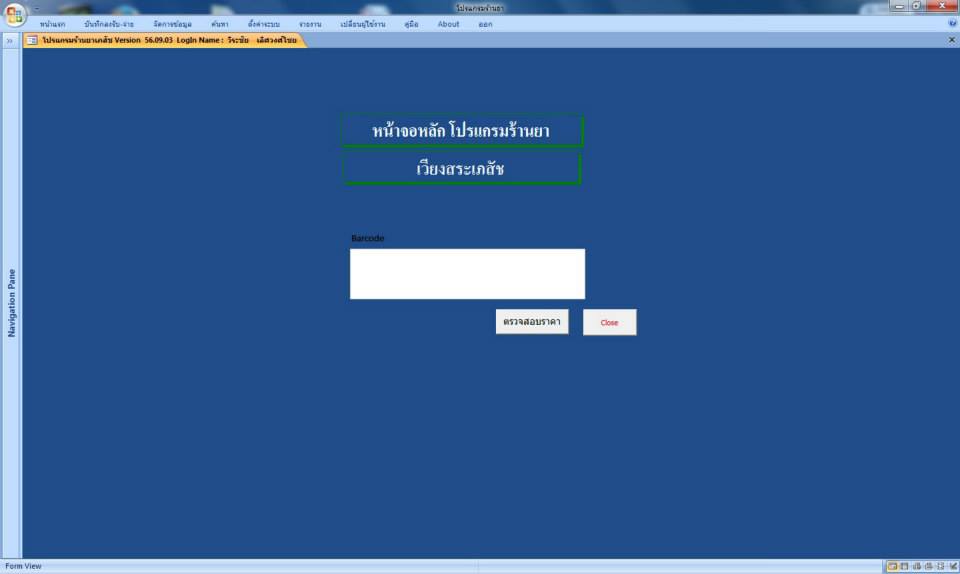 โปรแกรมร้านยา
หน้าแรก บันทึกลงรับ-จ่าย จัดการข้อมูล ค้นหา ตั้งค่าระบบ รายงาน เปลี่ยนผู้ใช้งาน คู่มือ About ออก
โปรแกรมร้านยาเภสัช Version 56.09.03 LogIn Name : วีระชัย เลิศวงศ์ไชย
หน้าจอหลัก โปรแกรมร้านยา
เวียงสระเภสัช
Barcode
ตรวจสอบราคา Close
Navigation Pane
Form View